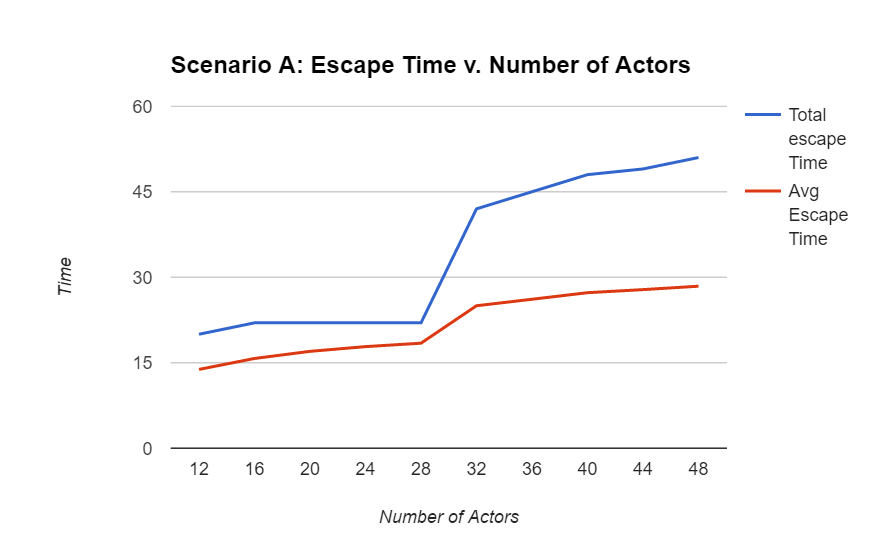 Scenario A: Escape Time v. Number of Actors
60
45
30
15
0
Time
12 16 20 24 28 32 36 40 44 48
Number of Actors
Total
escape
Time
Avg
Escape
Time